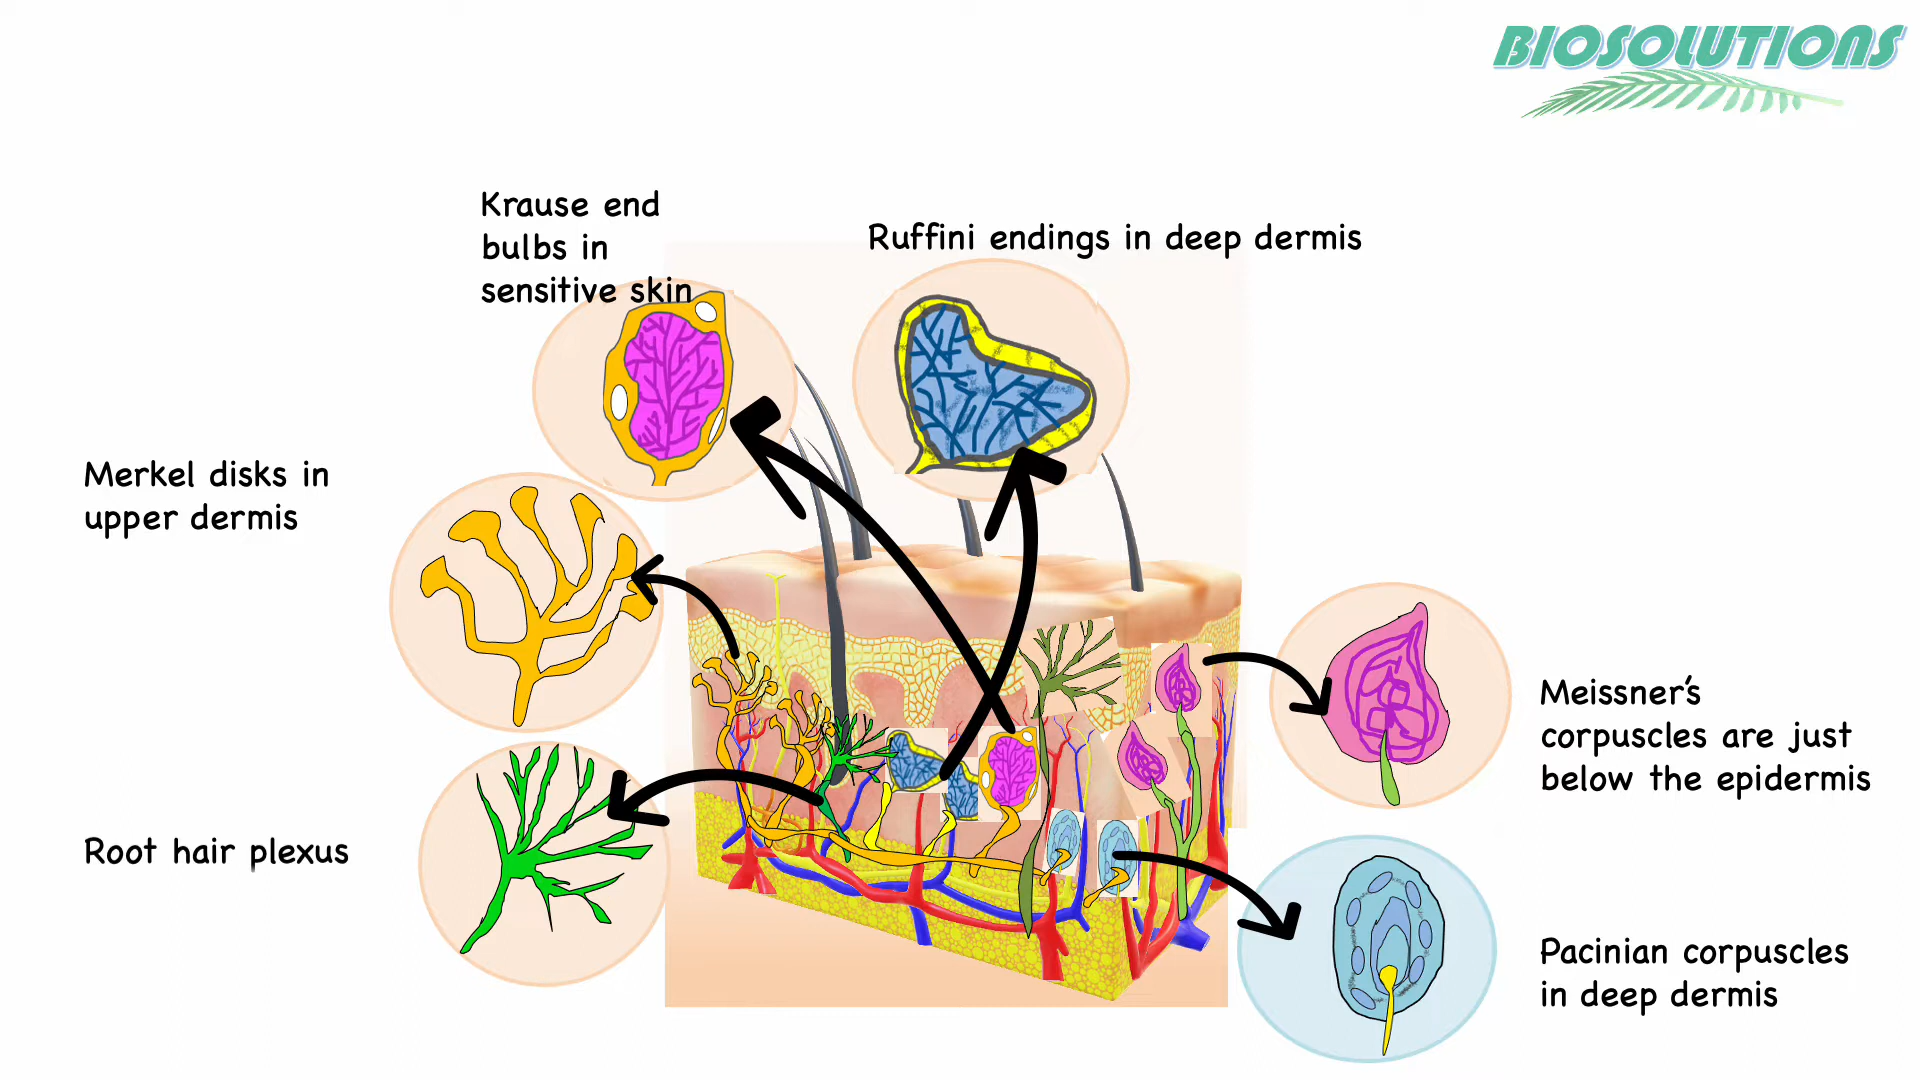 BIOSOLUTIONS
Krause end
bulbs in
sensitive skin
Ruffini endings in deep dermis
Merkel disks in
upper dermis
Meissner's
corpuscles are just
below the epidermis
Root hair plexus
Pacinian corpuscles
in deep dermis